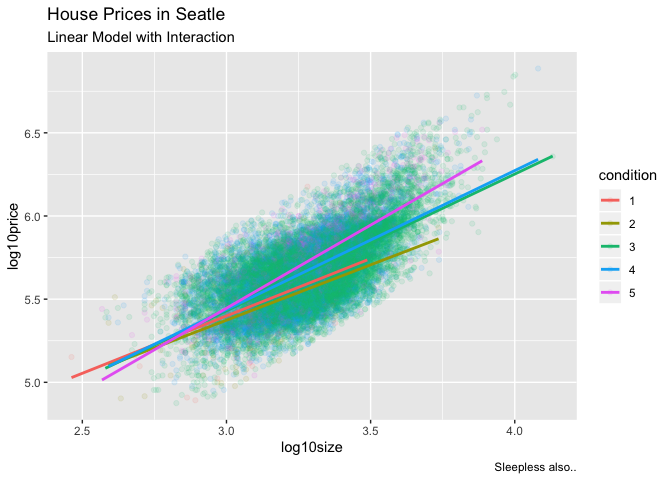 House Prices in Seatle
Linear Model with Interaction
log10price
6.5
6.0
5.5
5.0
2.5
3.0
3.5
4.0
log10size
condition
1
2
3
4
5
Sleepless also..